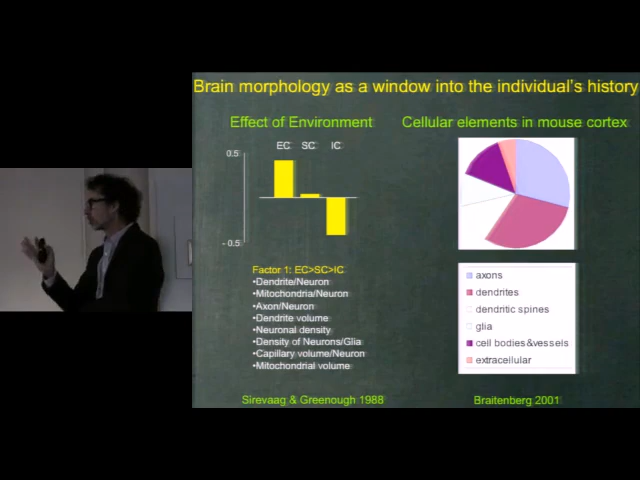 Brain morphology as a window into the individual's history
Effect of Environment
Cellular elements in mouse cortex
EC SC IC
0.5
- 0.5
Factor 1: EC>SC>IC
•Dendrite/Neuron
•Mitochondria/Neuron
•Axon/Neuron
•Dendrite volume
•Neuronal density
•Density of Neurons/Glia
•Capillary volume/Neuron
•Mitochondrial volume
axons
dendrites
dendritic spines
glia
cell bodies&vessels
extracellular
Sirevaag & Greenough 1988
Braitenberg 2001